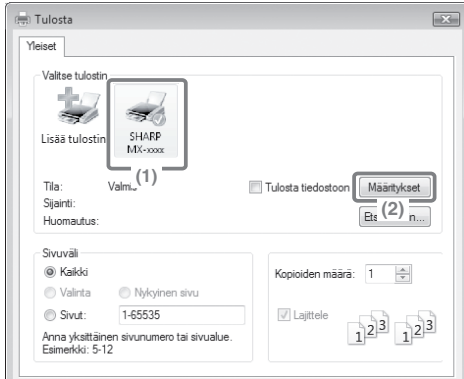 Tulosta
Yleiset
Valitse tulostin
Lisää tulostin
SHARP
MX-xxxx
(1)
Tila: Valmis
Sijainti:
Huomautus:
Tulosta tiedostoon
Määritykset
(2)
Sivuväli
Kaikki
Valinta
Nykyinen sivu
Sivut: 1-65535
Anna yksittäinen sivunumero tai sivualue.
Esimerkki: 5-12
Kopioiden määrä: 1
Lajittele
1 2 3 1 2 3